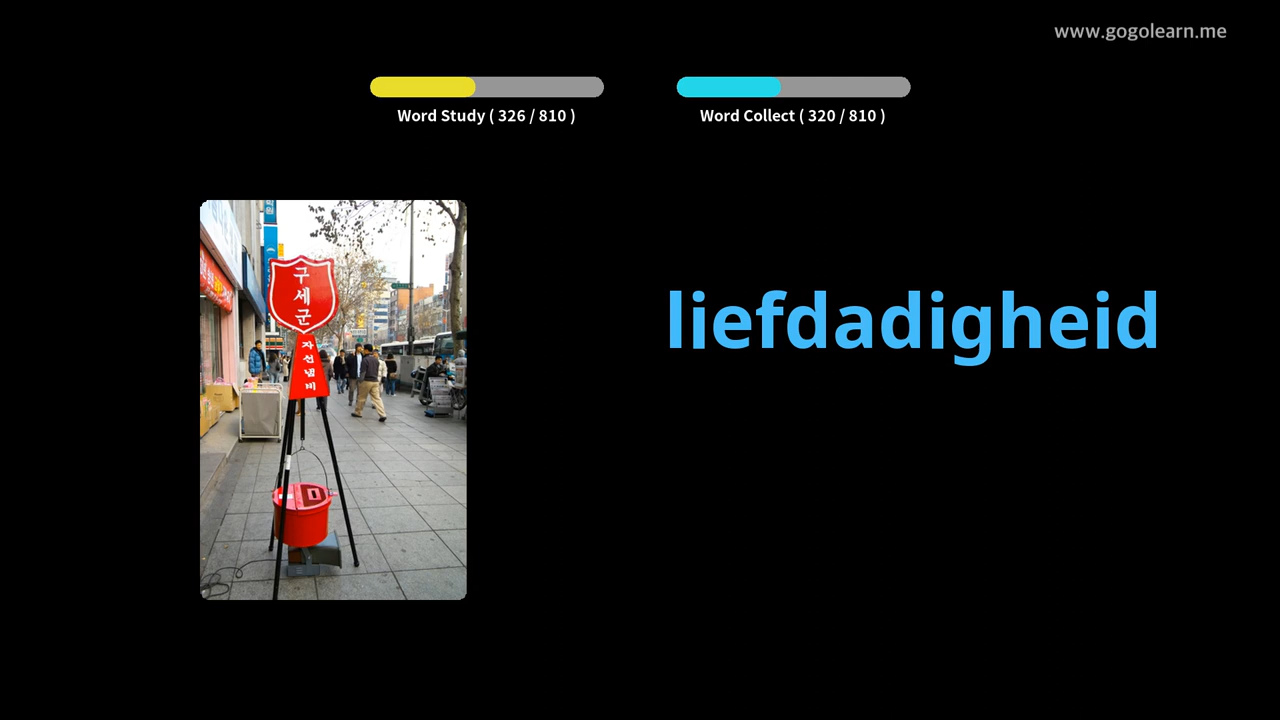 www.gogolearn.me
Word Study ( 326 / 810 )
Word Collect ( 320 / 810 )
구세군
자선냄비
liefdadigheid